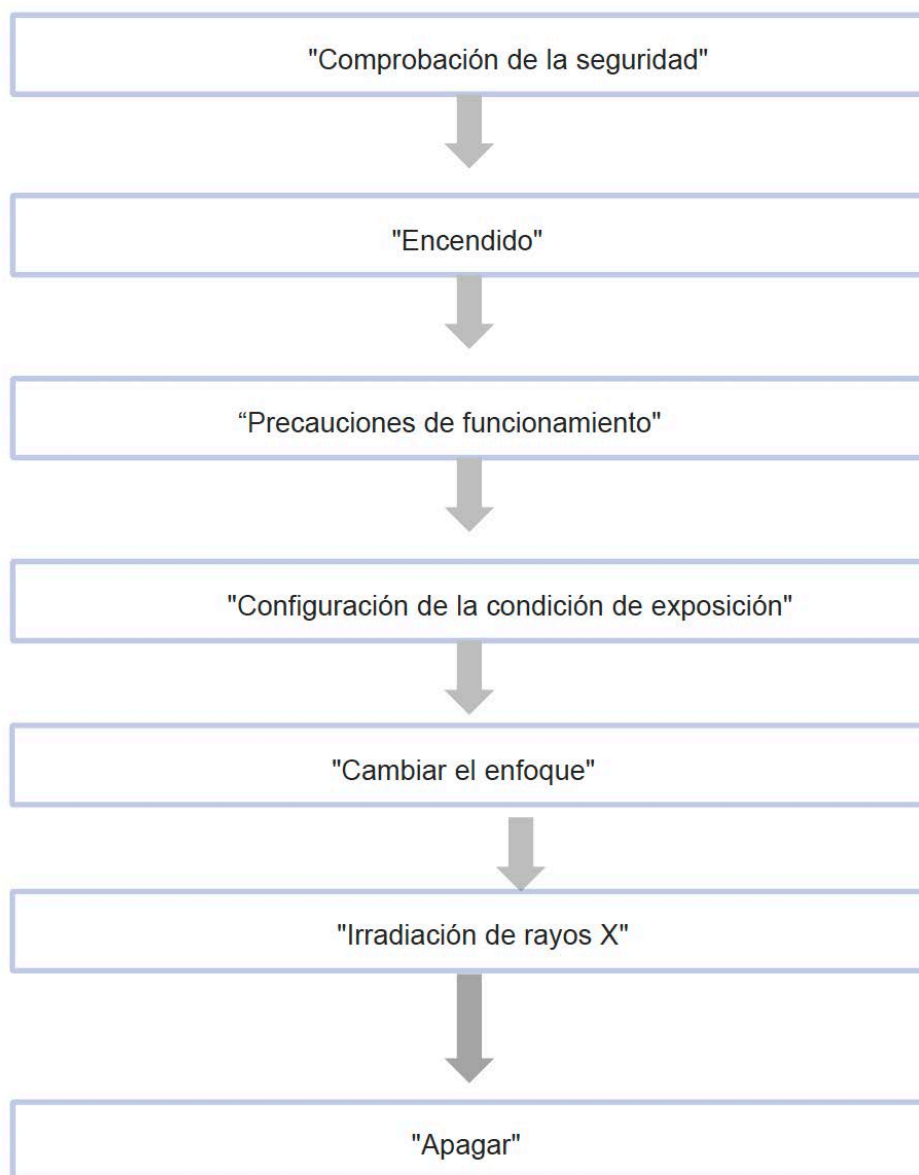 "Comprobación de la seguridad"
"Encendido"
“Precauciones de funcionamiento"
"Configuración de la condición de exposición"
"Cambiar el enfoque"
"Irradiación de rayos X"
"Apagar"